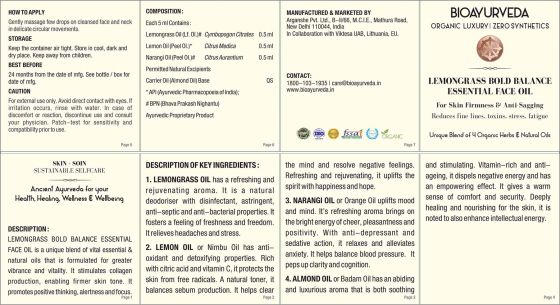 HOW TO APPLY
Gently massage few drops on cleansed face and neck
in delicate circular movements.
STORAGE
Keep the container air tight. Store in cool, dark and
dry place. Keep away from children.
BEST BEFORE
24 months from the date of mfg. See bottle / box for
date of mfg.
CAUTION
For external use only. Avoid direct contact with eyes. If
irritation occurs, rinse with water. In case of
discomfort or reaction, discontinue use and consult
your physician. Patch-test for sensitivity and
compatibility prior to use.
Page 5
COMPOSITION:
Each 5 ml Contains:
Lemongrass Oil (Lf. Oil.)# Cymbopogon Citrates 0.5 ml
Lemon Oil (Peel Oil.)* Citrus Medica 0.5 ml
Narangi Oil (Peel Oil.)# Citrus Aurantium 0.5 ml
Permitted Natural Excipients
Carrier Oil (Almond Oil) Base QS
* API (Ayurvedic Pharmacopoeia of India);
# BPN (Bhava Prakash Nighantu)
Ayurvedic Proprietary Product
Page 6
MANUFACTURED & MARKETED BY
Arganshe Pvt. Ltd., B-II/66, M.C.I.E., Mathura Road,
New Delhi 110044, India
In Collaboration with Viktesa UAB, Lithuania, EU.
CONTACT:
1800-103-1935 | care@bioayurveda.in
www.bioayurveda.in
fssai
ORGANIC
Page 7
BIOAYURVEDA
ORGANIC LUXURY | ZERO SYNTHETICS
LEMONGRASS BOLD BALANCE
ESSENTIAL FACE OIL
For Skin Firmness & Anti Sagging
Reduces fine lines, toxins, stress, fatigue
Unique Blend of 4 Organic Herbs & Natural Oils
SKIN - SOIN
SUSTAINABLE SELFCARE
Ancient Ayurveda for your
Health, Healing, Wellness & Wellbeing
DESCRIPTION:
LEMONGRASS BOLD BALANCE ESSENTIAL
FACE OIL is a unique blend of vital essential &
natural oils that is formulated for greater
vibrance and vitality. It stimulates collagen
production, enabling firmer skin tone. It
promotes positive thinking, alertness and focus.
Page 1
DESCRIPTION OF KEY INGREDIENTS:
1. LEMONGRASS OIL has a refreshing and
rejuvenating aroma. It is a natural
deodoriser with disinfectant, astringent,
anti-septic and anti-bacterial properties. It
fosters a feeling of freshness and freedom.
It relieves headaches and stress.
2. LEMON OIL or Nimbu Oil has anti-
oxidant and detoxifying properties. Rich
with citric acid and vitamin C, it protects the
skin from free radicals. A natural toner, it
balances sebum production. It helps clear
Page 2
the mind and resolve negative feelings.
Refreshing and rejuvenating, it uplifts the
spirit with happiness and hope.
3. NARANGI OIL or Orange Oil uplifts mood
and mind. It's refreshing aroma brings on
the bright energy of cheer, pleasantness and
positivity. With anti-depressant and
sedative action, it relaxes and alleviates
anxiety. It helps balance blood pressure. It
peps up clarity and cognition.
4. ALMOND OIL or Badam Oil has an abiding
and luxurious aroma that is both soothing
Page 3
and stimulating. Vitamin-rich and anti-
ageing, it dispels negative energy and has
an empowering effect. It gives a warm
sense of comfort and security. Deeply
healing and nourishing for the skin, it is
noted to also enhance intellectual energy.
Page 4